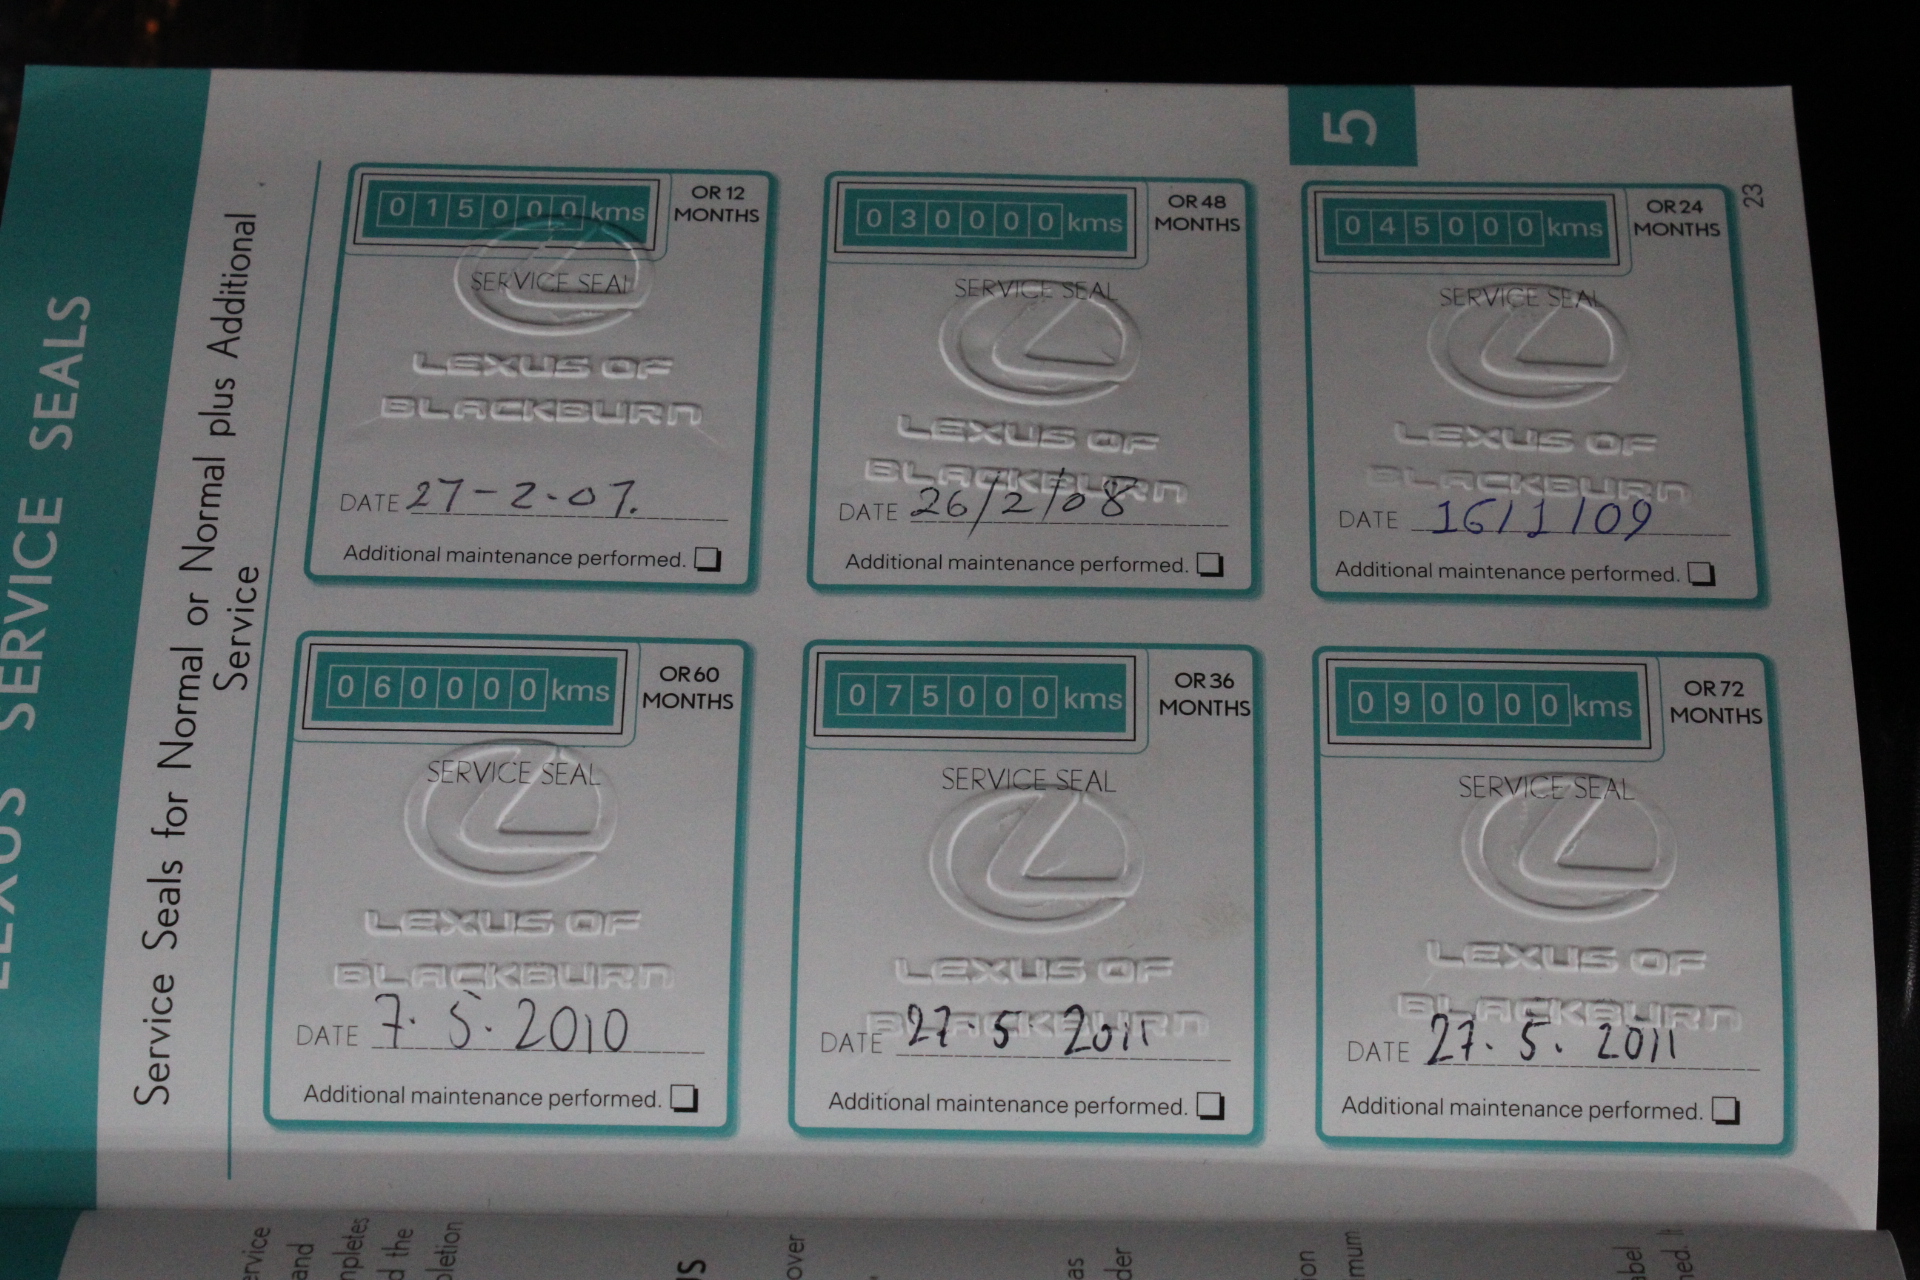 LEXUS SERVICE SEALS
Service Seals for Normal or Normal plus Additional
Service
5
23
015000 kms
OR 12
MONTHS
SERVICE SEAL
LEXUS OF
BLACKBURN
DATE 27-2-07.
Additional maintenance performed.
030000 kms
OR 48
MONTHS
SERVICE SEAL
LEXUS OF
BLACKBURN
DATE 26/2/08
Additional maintenance performed.
045000 kms
OR 24
MONTHS
SERVICE SEAL
LEXUS OF
BLACKBURN
DATE 16/1/09
Additional maintenance performed.
060000 kms
OR 60
MONTHS
SERVICE SEAL
LEXUS OF
BLACKBURN
DATE 7.5.2010
Additional maintenance performed.
075000 kms
OR 36
MONTHS
SERVICE SEAL
LEXUS OF
BLACKBURN
DATE 27.5.2011
Additional maintenance performed.
090000 kms
OR 72
MONTHS
SERVICE SEAL
LEXUS OF
BLACKBURN
DATE 27.5.2011
Additional maintenance performed.
and
the
over
as